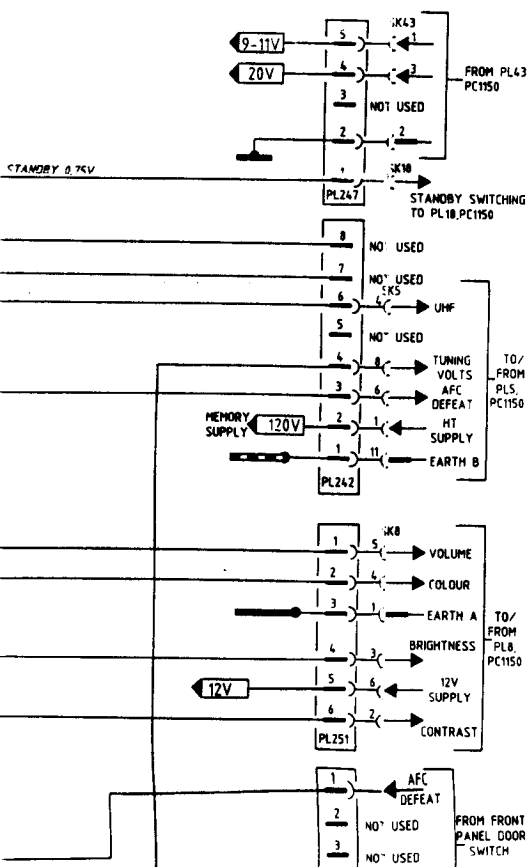 SK43
5 1
9-11V
4 3
20V
FROM PL43
PC1150
3
NOT USED
2 2
STANDBY 0,75V
1
SK18
PL247
STANDBY SWITCHING
TO PL18,PC1150
8
NOT USED
7
NOT USED
SK5
6 4
UHF
5
NOT USED
4 8
TUNING
VOLTS
TO/
FROM
PL5,
PC1150
3 6
AFC
DEFEAT
MEMORY
SUPPLY
120V
2 1
HT
SUPPLY
1 11
EARTH B
PL242
SK8
1 5
VOLUME
2 4
COLOUR
3 1
EARTH A
TO/
FROM
PL8,
PC1150
BRIGHTNESS
4 3
12V
5 6
12V
SUPPLY
6 2
CONTRAST
PL251
1
AFC
DEFEAT
2
NOT USED
FROM FRONT
PANEL DOOR
SWITCH
3
NOT USED